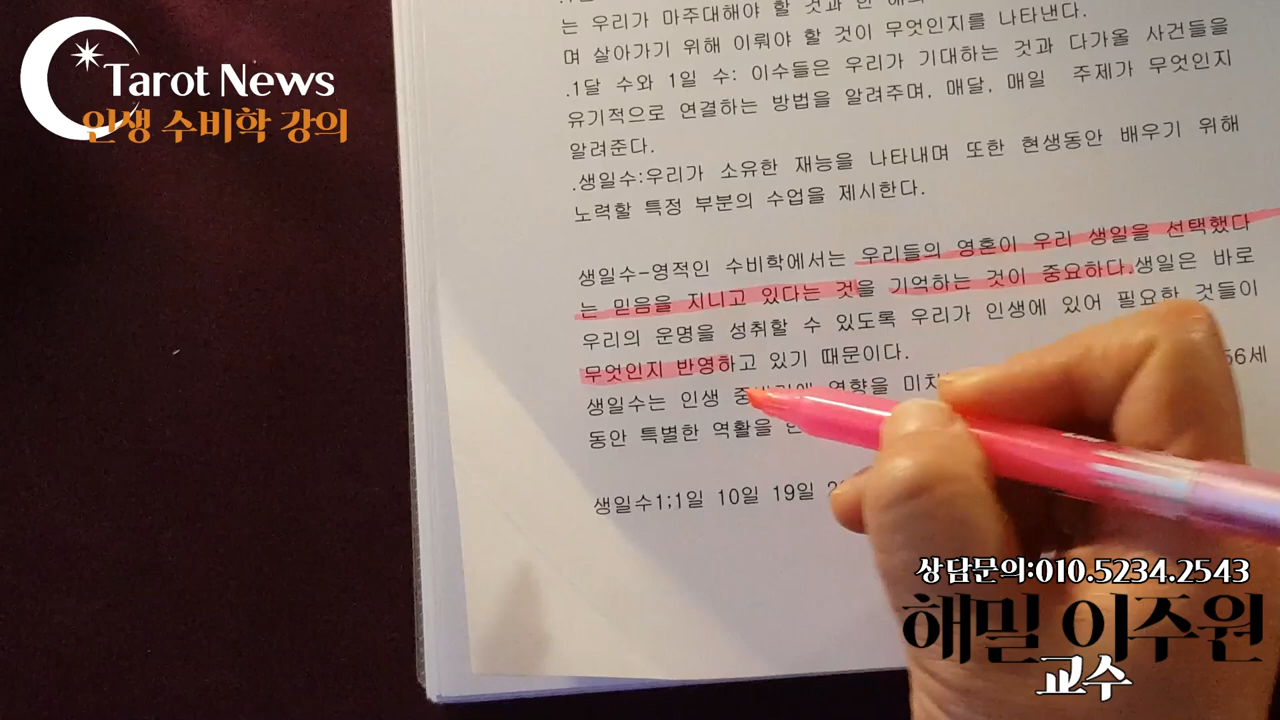 Tarot News
인생 수비학 강의
는 우리가 마주대해야 할 것과 한 해의
며 살아가기 위해 이뤄야 할 것이 무엇인지를 나타낸다.
.1달 수와 1일 수: 이수들은 우리가 기대하는 것과 다가올 사건들을
유기적으로 연결하는 방법을 알려주며, 매달, 매일 주제가 무엇인지
알려준다.
.생일수:우리가 소유한 재능을 나타내며 또한 현생동안 배우기 위해
노력할 특정 부분의 수업을 제시한다.
생일수-영적인 수비학에서는 우리들의 영혼이 우리 생일을 선택했다
는 믿음을 지니고 있다는 것을 기억하는 것이 중요하다.생일은 바로
우리의 운명을 성취할 수 있도록 우리가 인생에 있어 필요한 것들이
무엇인지 반영하고 있기 때문이다.
생일수는 인생 영향을 56세
동안 특별한 역활을
생일수1;1일 10일 19일
상담문의:010.5234.2543
해밀 이주원
교수